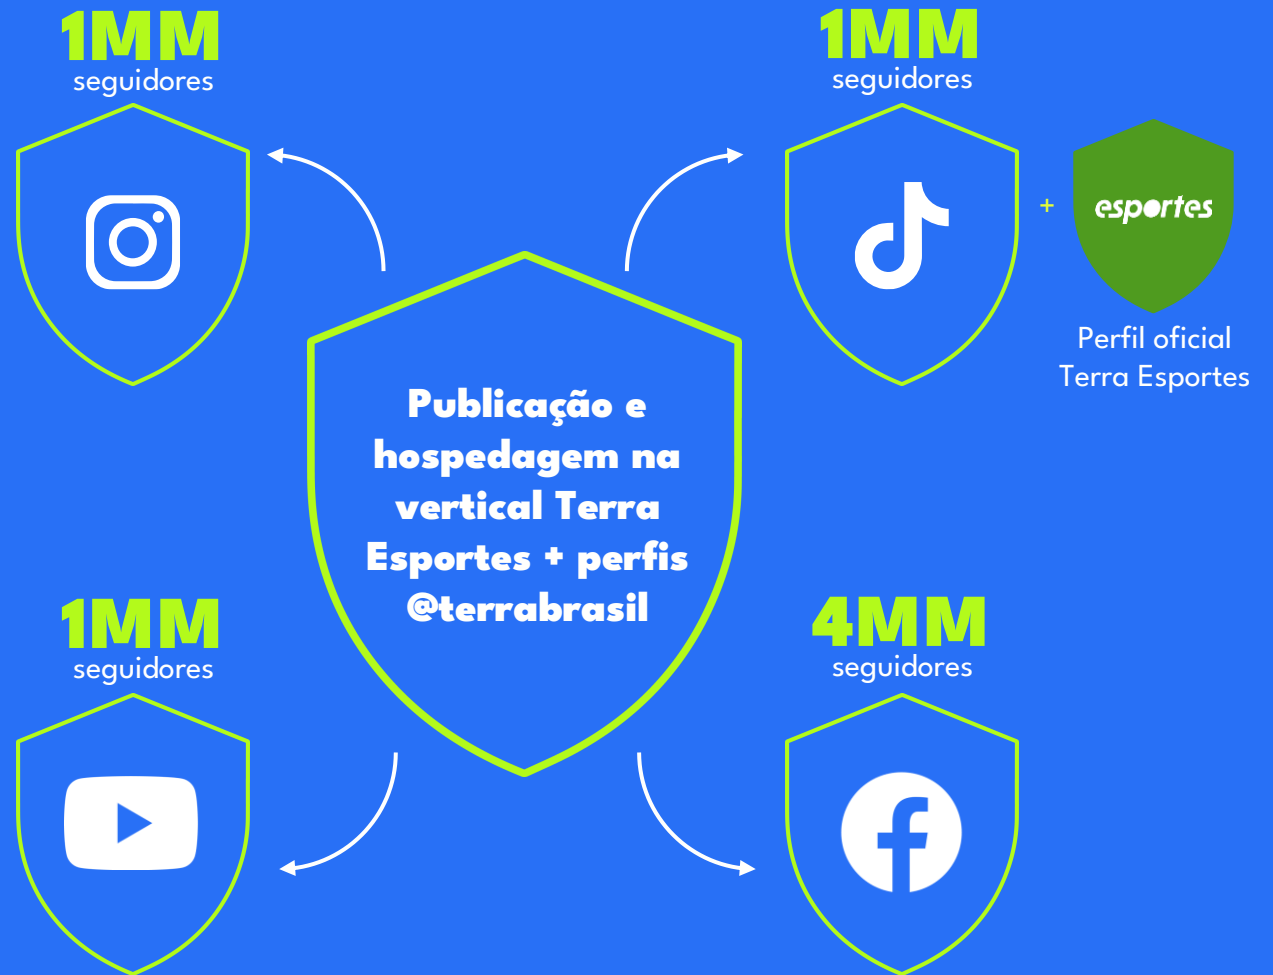 1MM
seguidores
1MM
seguidores
+
esportes
Perfil oficial
Terra Esportes
Publicação e
hospedagem na
vertical Terra
Esportes + perfis
@terrabrasil
1MM
seguidores
4MM
seguidores